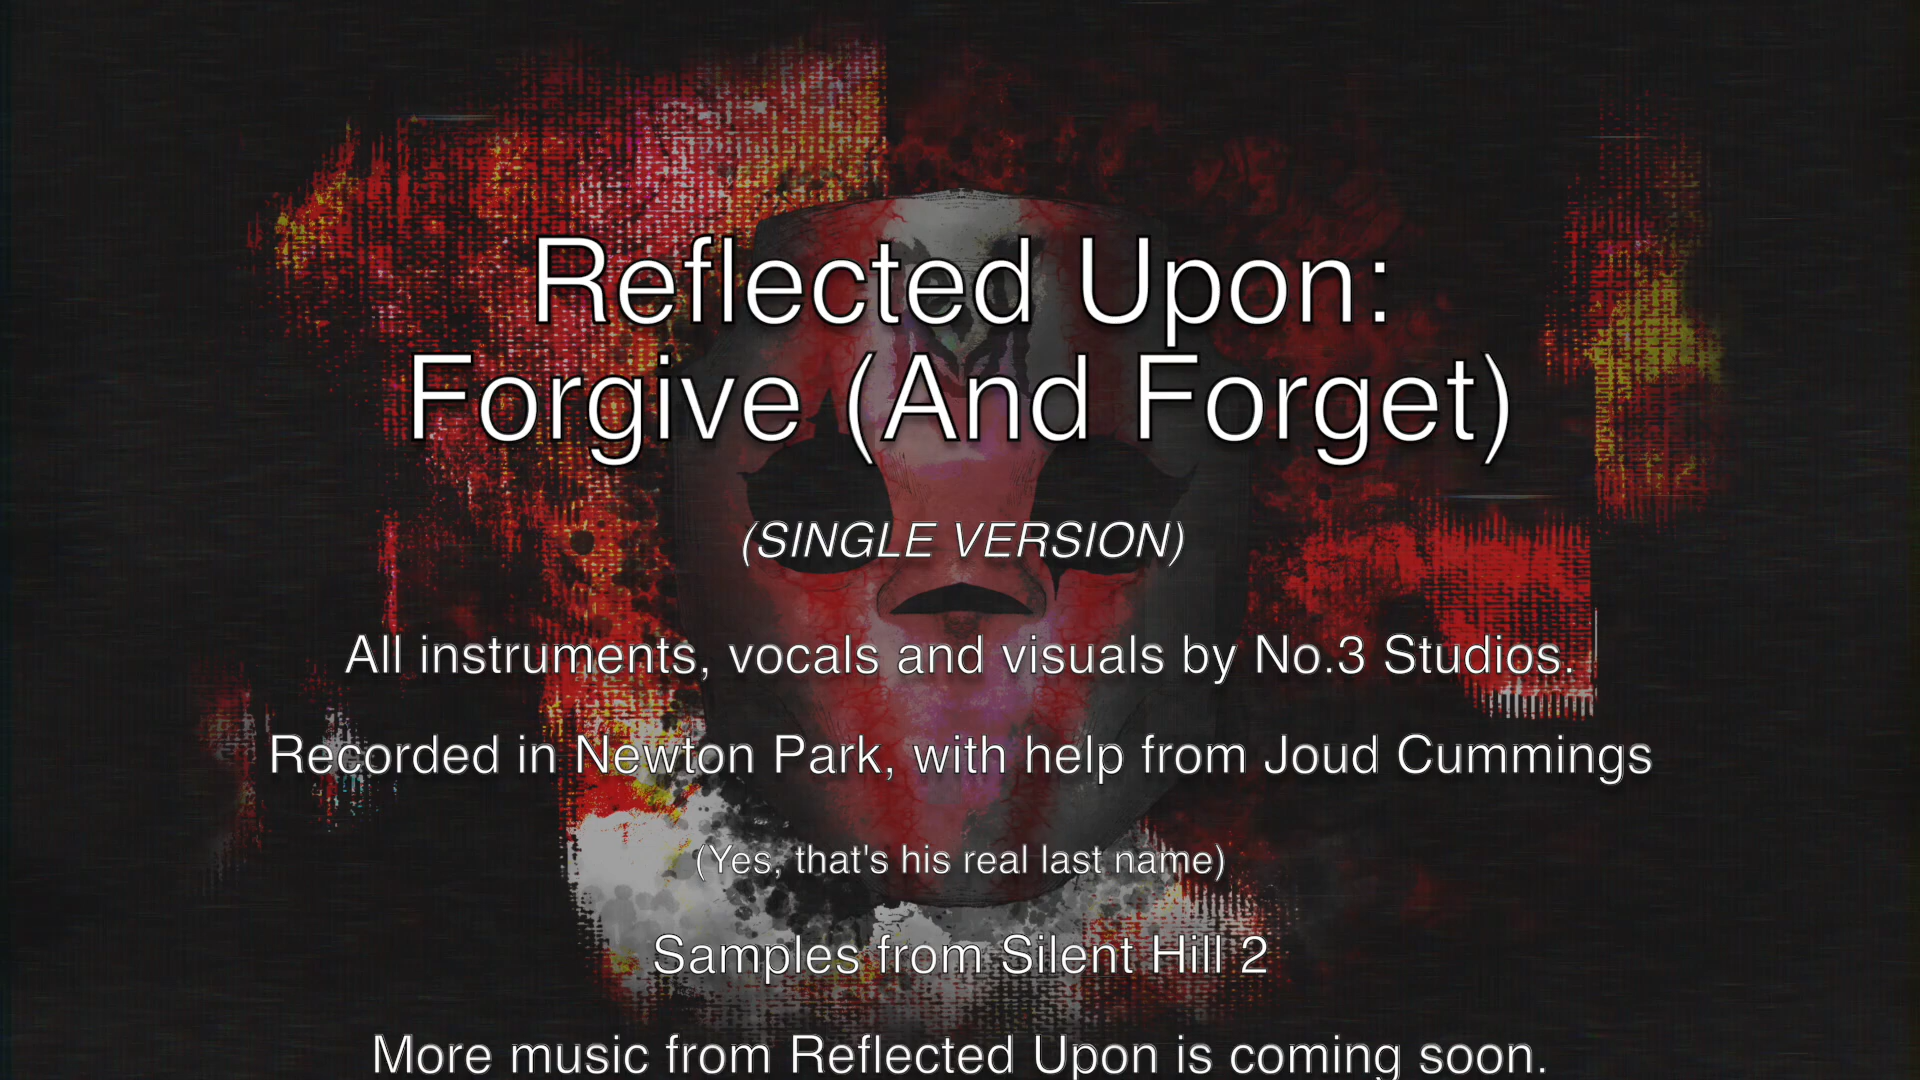 Reflected Upon:
Forgive (And Forget)
(SINGLE VERSION)
All instruments, vocals and visuals by No.3 Studios.
Recorded in Newton Park, with help from Joud Cummings
(Yes, that's his real last name)
Samples from Silent Hill 2
More music from Reflected Upon is coming soon.